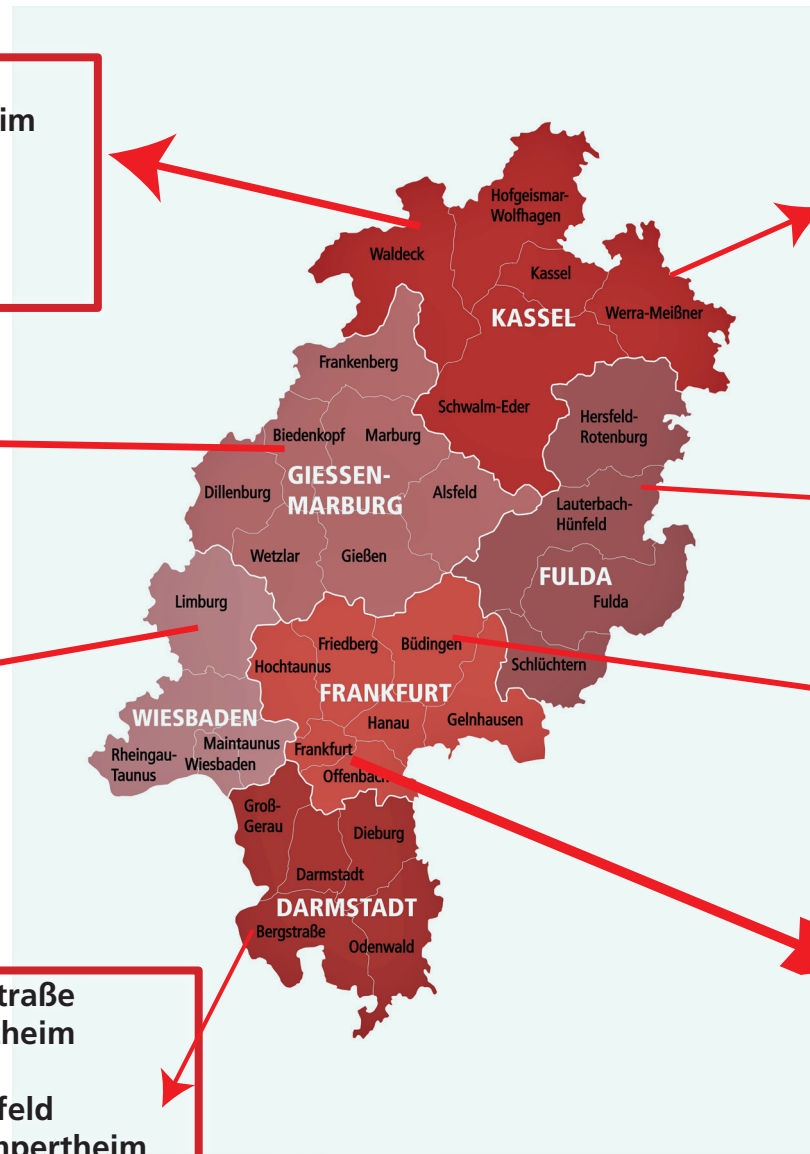 im
Hofgeismar-
Wolfhagen
Waldeck
Kassel
KASSEL
Werra-Meißner
Frankenberg
Schwalm-Eder
Hersfeld-
Rotenburg
Biedenkopf
Marburg
GIESSEN-
MARBURG
Dillenburg
Alsfeld
Lauterbach-
Hünfeld
Wetzlar
Gießen
FULDA
Fulda
Limburg
Friedberg
Büdingen
Hochtaunus
Schlüchtern
FRANKFURT
WIESBADEN
Hanau
Gelnhausen
Rheingau-
Taunus
Maintaunus
Wiesbaden
Frankfurt
Offenbach
Groß-
Gerau
Dieburg
Darmstadt
DARMSTADT
Bergstraße
Odenwald
traße
heim
feld
pertheim